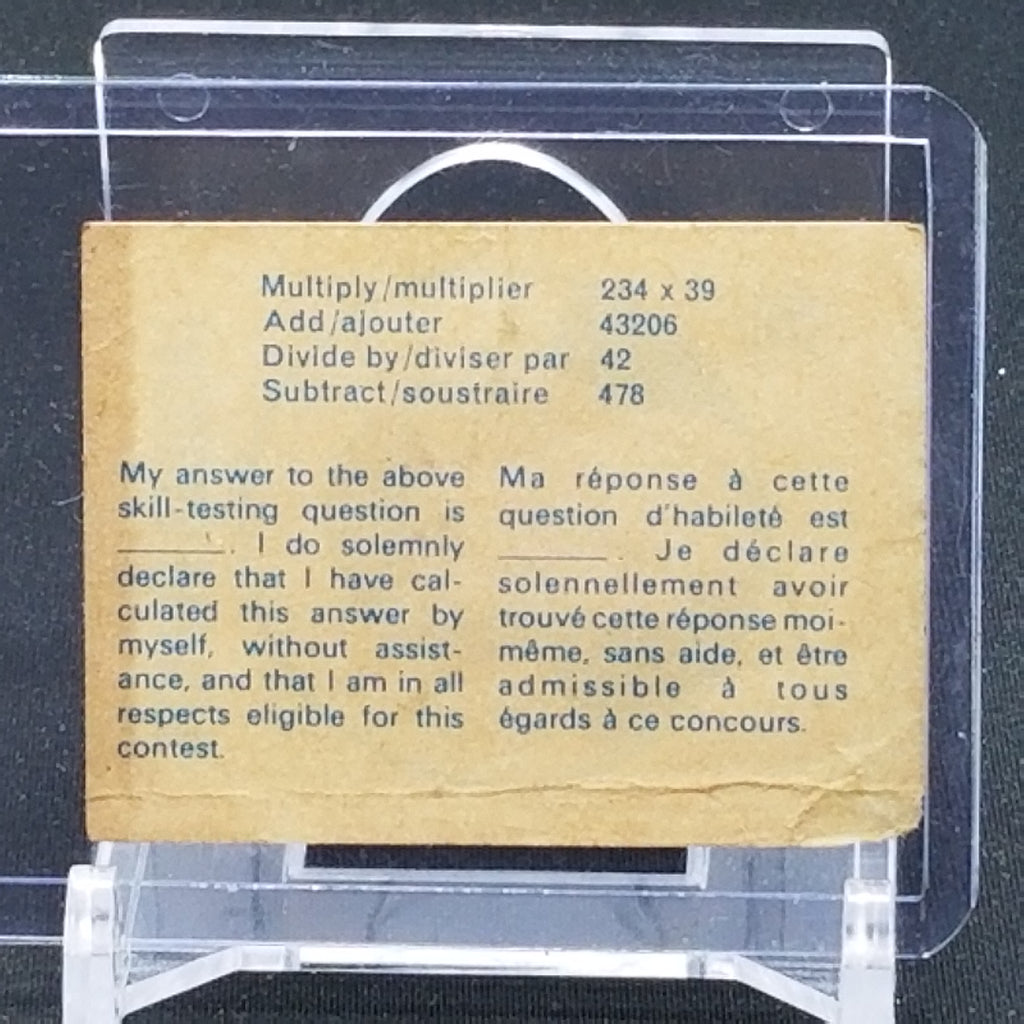 Multiply/multiplier 234 x 39
Add/ajouter 43206
Divide by/diviser par 42
Subtract/soustraire 478
My answer to the above
skill-testing question is
________. I do solemnly
declare that I have cal-
culated this answer by
myself, without assist-
ance, and that I am in all
respects eligible for this
contest.
Ma réponse à cette
question d'habileté est
________. Je déclare
solennellement avoir
trouvé cette réponse moi-
même, sans aide, et être
admissible à tous
égards à ce concours.